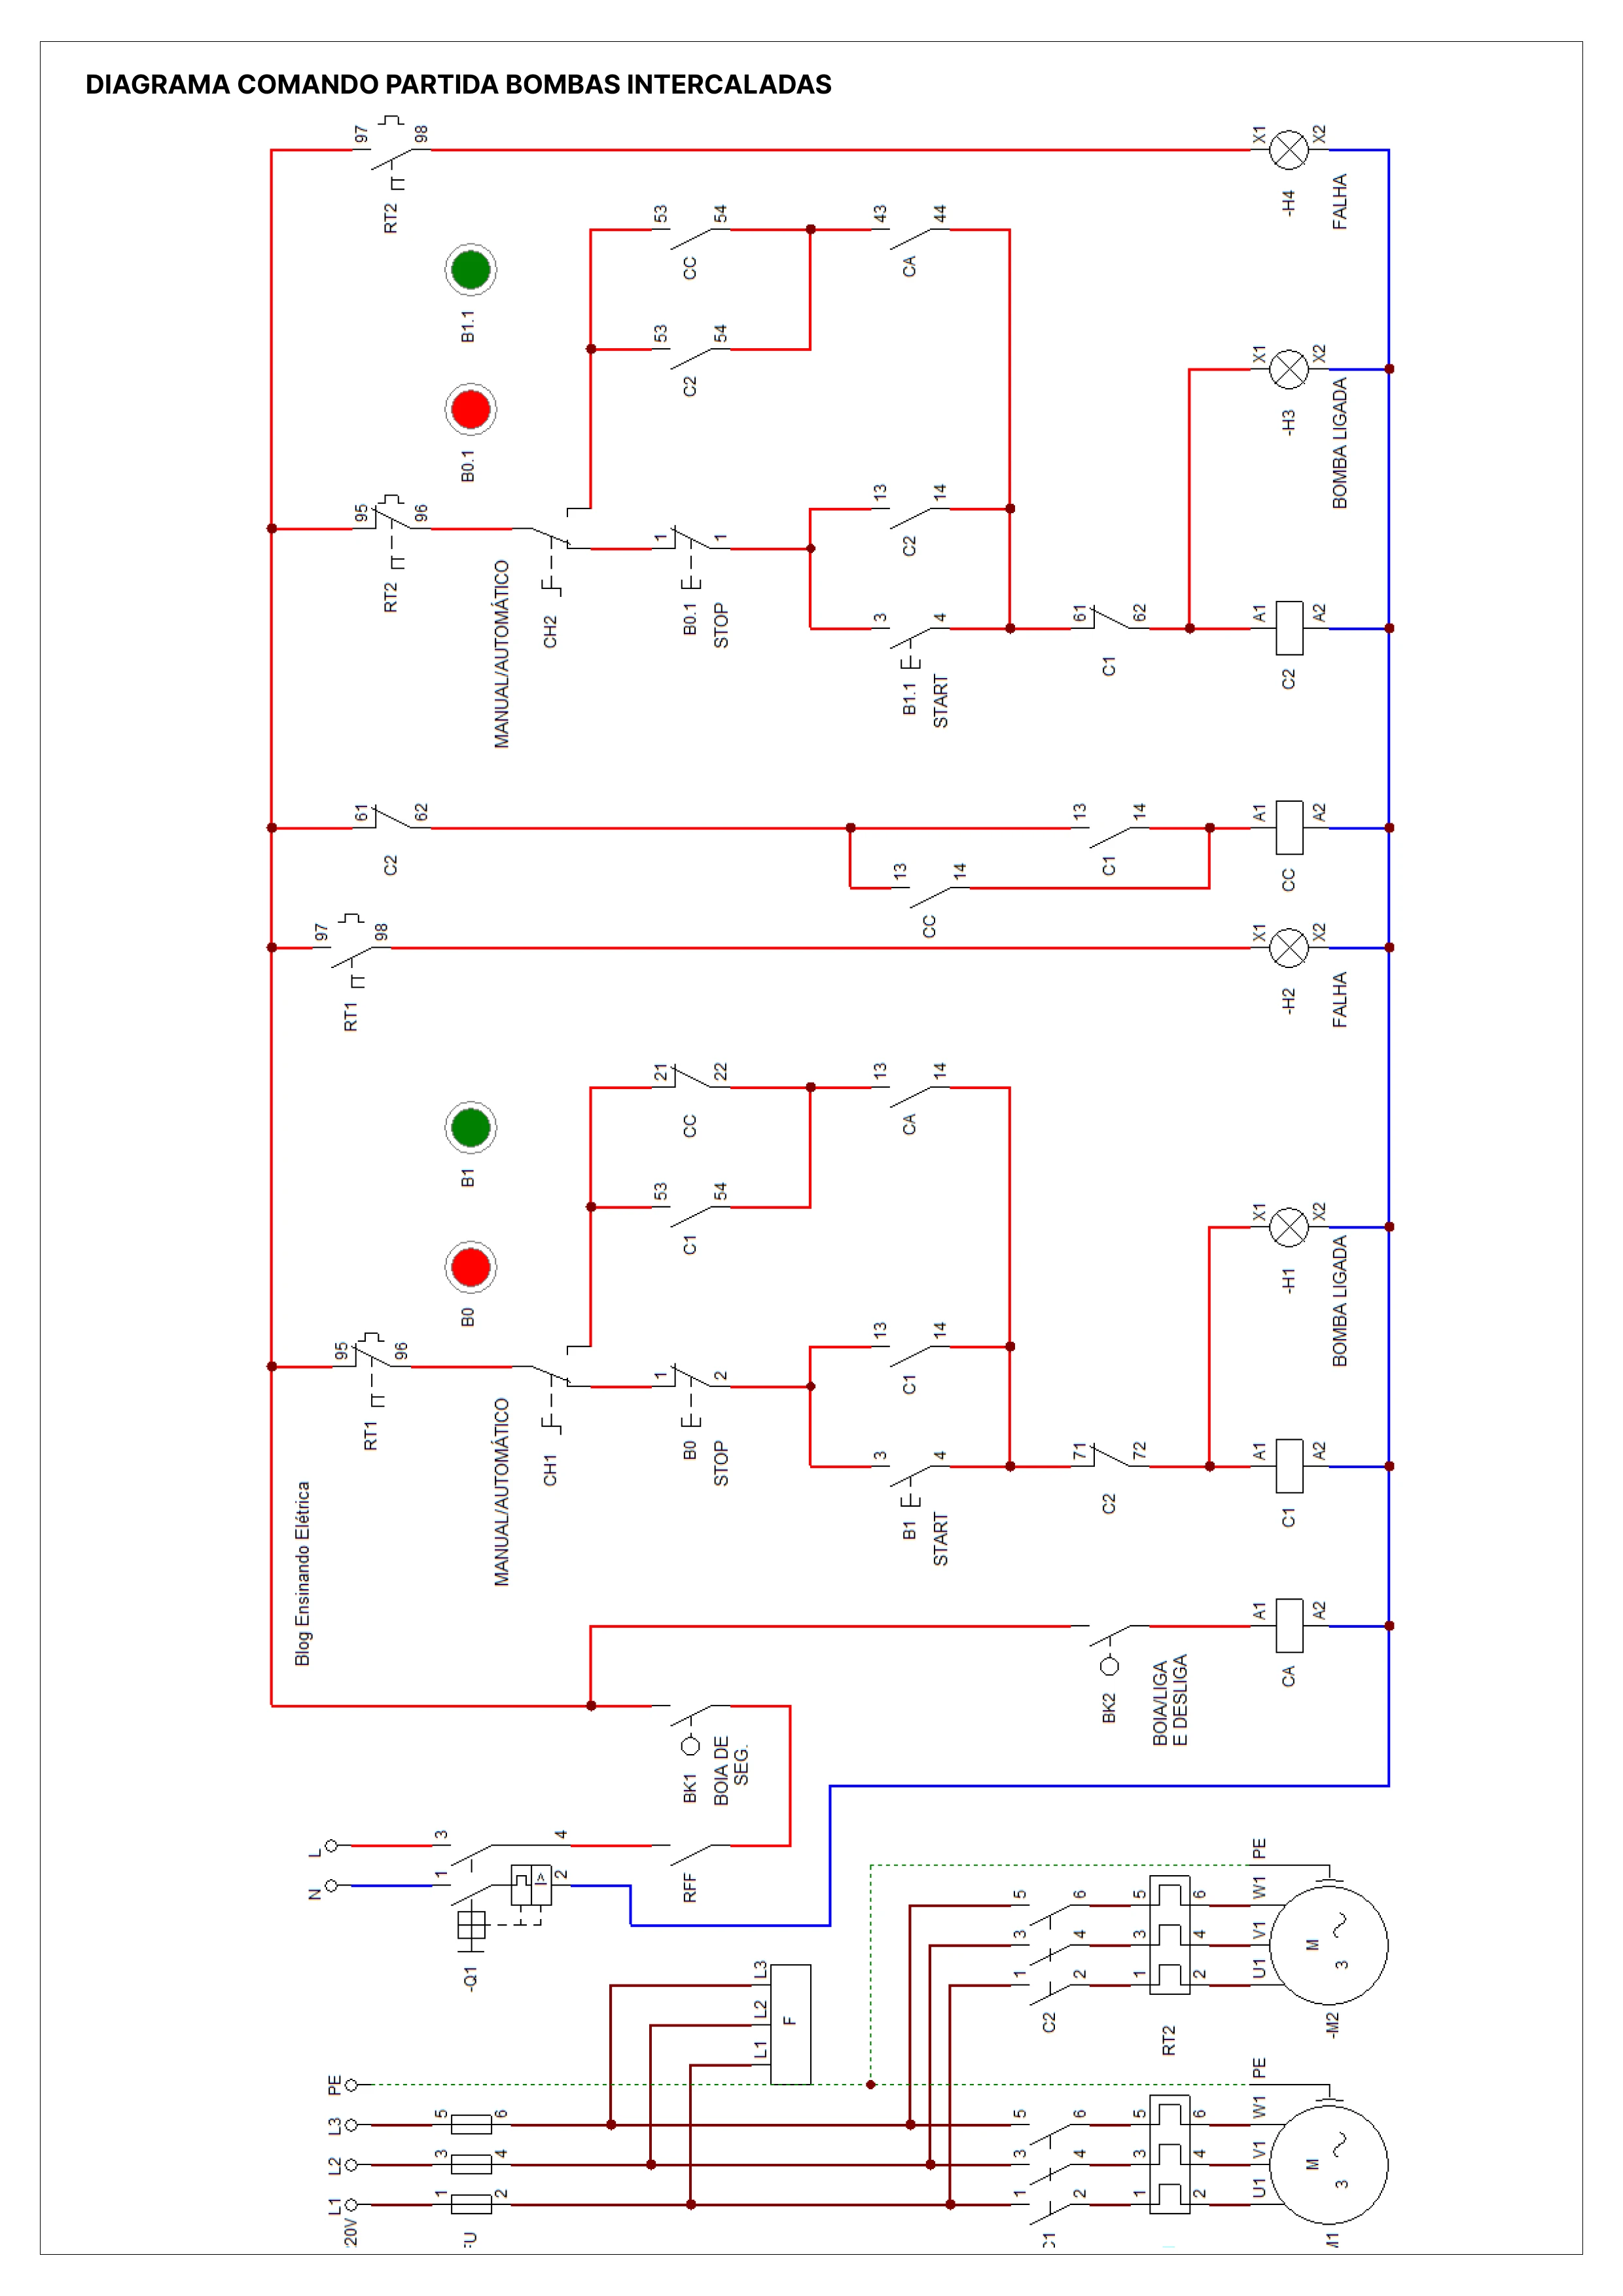 DIAGRAMA COMANDO PARTIDA BOMBAS INTERCALADAS
20V
L1
L2
L3
PE
N
L
FU
1
2
3
4
5
6
F
L1
L2
L3
C1
1
2
3
4
5
6
1
2
3
4
5
6
U1
V1
W1
PE
M
3
M1
C2
1
2
3
4
5
6
RT2
1
2
3
4
5
6
U1
V1
W1
PE
M
3
-M2
-Q1
1
3
I>
2
4
RFF
BK1
BOIA DE
SEG.
BK2
BOIA/LIGA
E DESLIGA
CA
A1
A2
Blog Ensinando Elétrica
RT1
95
96
MANUAL/AUTOMÁTICO
CH1
B0
STOP
1
2
B1
START
3
4
C1
13
14
C2
71
72
C1
A1
A2
B0
B1
C1
53
54
CC
21
22
CA
13
14
-H1
X1
X2
BOMBA LIGADA
RT1
97
98
-H2
X1
X2
FALHA
C2
61
62
CC
13
14
C1
13
14
CC
A1
A2
RT2
95
96
MANUAL/AUTOMÁTICO
CH2
B0.1
STOP
1
1
B1.1
START
3
4
C2
13
14
C1
61
62
C2
A1
A2
B0.1
B1.1
C2
53
54
CC
53
54
CA
43
44
-H3
X1
X2
BOMBA LIGADA
RT2
97
98
-H4
X1
X2
FALHA